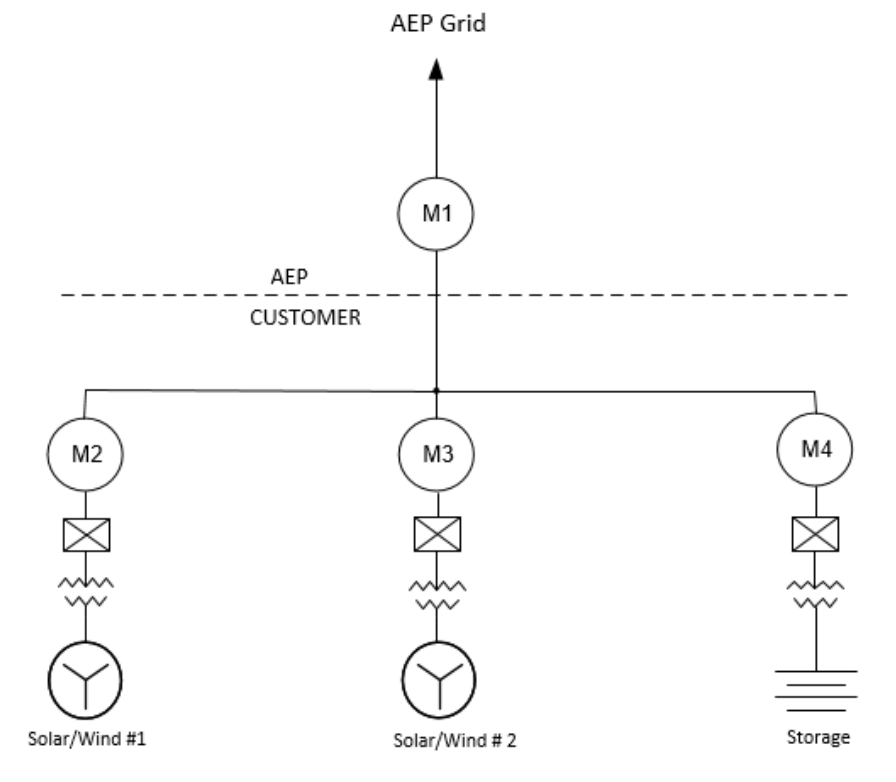 AEP Grid
M1
AEP
CUSTOMER
M2
M3
M4
Solar/Wind #1
Solar/Wind # 2
Storage